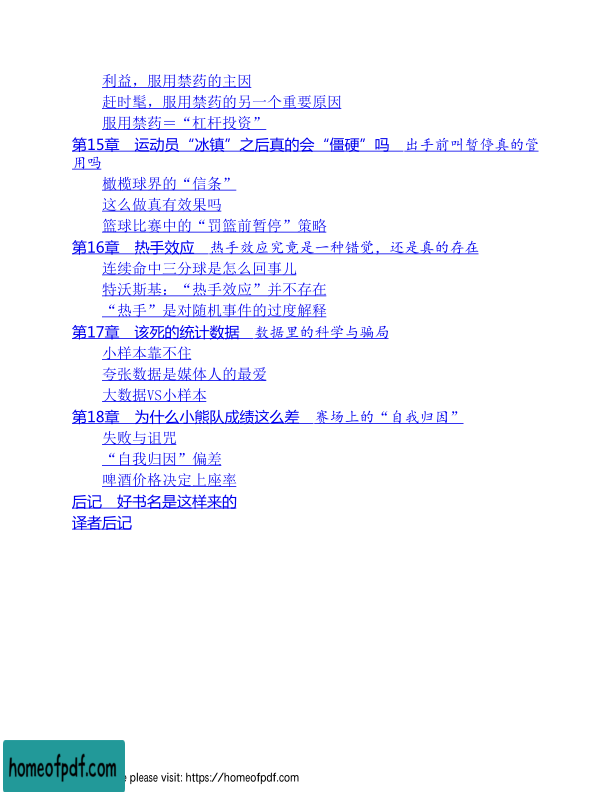 利益，服用禁药的主因
赶时髦，服用禁药的另一个重要原因
服用禁药＝“杠杆投资”
第15章　运动员“冰镇”之后真的会“僵硬”吗　出手前叫暂停真的管
用吗
橄榄球界的“信条”
这么做真有效果吗
篮球比赛中的“罚篮前暂停”策略
第16章　热手效应　热手效应究竟是一种错觉，还是真的存在
连续命中三分球是怎么回事儿
特沃斯基：“热手效应”并不存在
“热手”是对随机事件的过度解释
第17章　该死的统计数据　数据里的科学与骗局
小样本靠不住
夸张数据是媒体人的最爱
大数据VS小样本
第18章　为什么小熊队成绩这么差　赛场上的“自我归因”
失败与诅咒
“自我归因”偏差
啤酒价格决定上座率
后记　好书名是这样来的
译者后记
homeofpdf.com
e please visit: https://homeofpdf.com